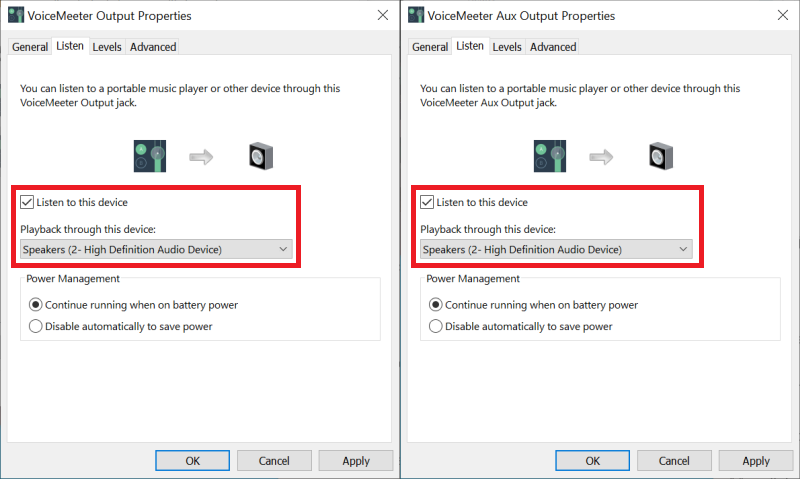 VoiceMeeter Output Properties
General Listen Levels Advanced
You can listen to a portable music player or other device through this
VoiceMeeter Output jack.
Listen to this device
Playback through this device:
Speakers (2- High Definition Audio Device)
Power Management
Continue running when on battery power
Disable automatically to save power
OK Cancel Apply
VoiceMeeter Aux Output Properties
General Listen Levels Advanced
You can listen to a portable music player or other device through this
VoiceMeeter Aux Output jack.
Listen to this device
Playback through this device:
Speakers (2- High Definition Audio Device)
Power Management
Continue running when on battery power
Disable automatically to save power
OK Cancel Apply